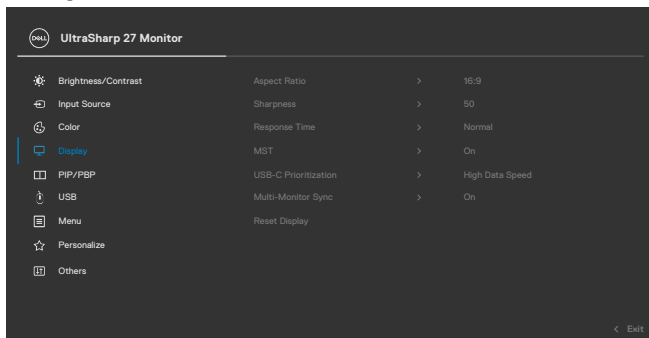 DELL UltraSharp 27 Monitor
Brightness/Contrast Aspect Ratio > 16:9
Input Source Sharpness > 50
Color Response Time > Normal
Display MST > On
PIP/PBP USB-C Prioritization > High Data Speed
USB Multi-Monitor Sync > On
Menu Reset Display
Personalize
Others
< Exit